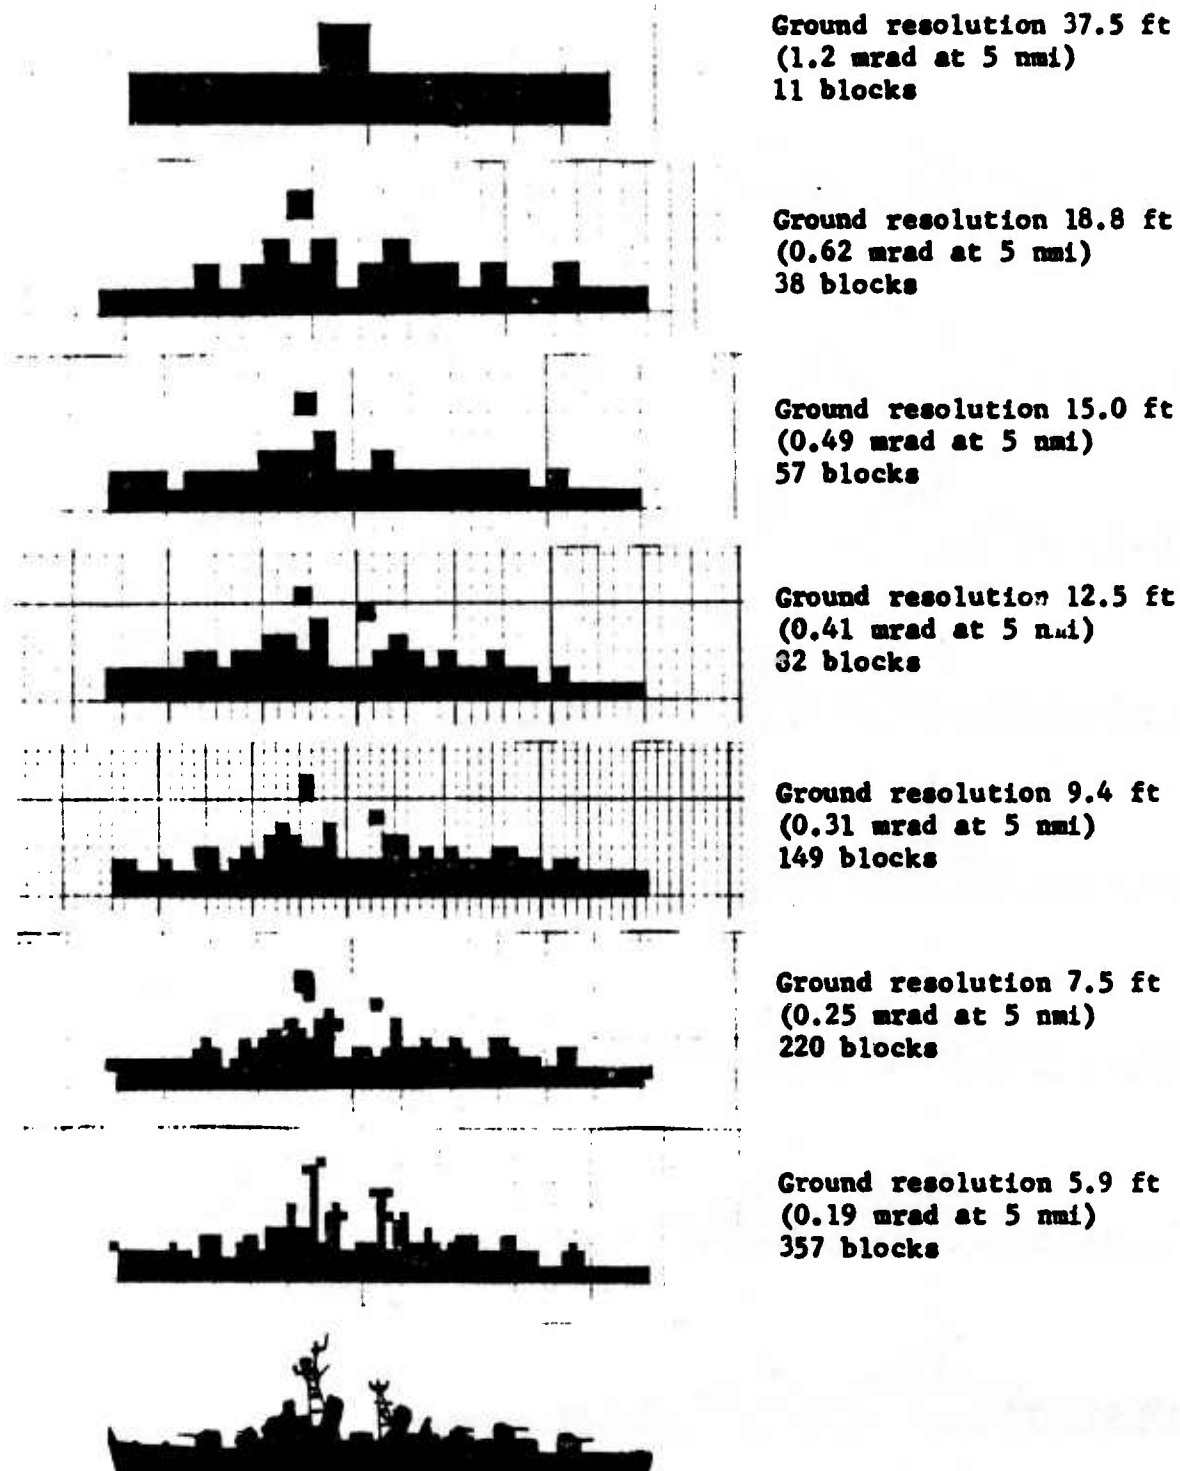 Ground resolution 37.5 ft
(1.2 mrad at 5 nmi)
11 blocks
Ground resolution 18.8 ft
(0.62 mrad at 5 nmi)
38 blocks
Ground resolution 15.0 ft
(0.49 mrad at 5 nmi)
57 blocks
Ground resolution 12.5 ft
(0.41 mrad at 5 nmi)
blocks
Ground resolution 9.4 ft
(0.31 mrad at 5 nmi)
149 blocks
Ground resolution 7.5 ft
(0.25 mrad at 5 nmi)
220 blocks
Ground resolution 5.9 ft
(0.19 mrad at 5 nmi)
357 blocks